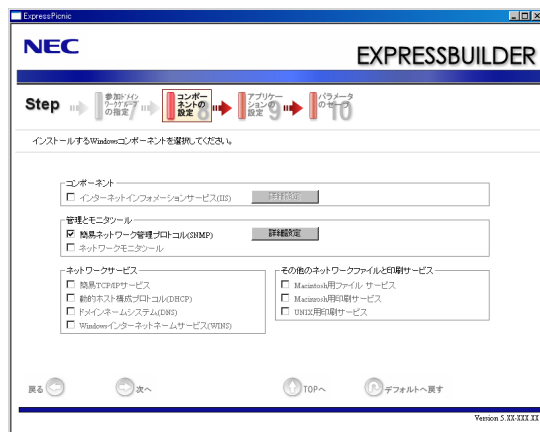 ExpressPicnic
NEC
EXPRESSBUILDER
Step
参加ドメイン
ワークグループ
の指定 7
コンポー
ネントの
設定 8
アプリケー
ションの
設定 9
パラメータ
のセーブ 10
インストールするWindowsコンポーネントを選択してください。
コンポーネント
インターネットインフォメーションサービス(IIS)
詳細設定
管理とモニタツール
簡易ネットワーク管理プロトコル(SNMP)
詳細設定
ネットワークモニタツール
ネットワークサービス
簡易TCP/IPサービス
動的ホスト構成プロトコル(DHCP)
ドメインネームシステム(DNS)
Windowsインターネットネームサービス(WINS)
その他のネットワークファイルと印刷サービス
Macintosh用ファイル サービス
Macintosh用印刷サービス
UNIX用印刷サービス
戻る
次へ
TOPへ
デフォルトへ戻す
Version 5.XX-XXX.XX